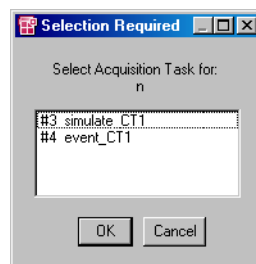 Selection Required
Select Acquisition Task for:
n
#3 simulate_CT1
#4 event_CT1
OK Cancel